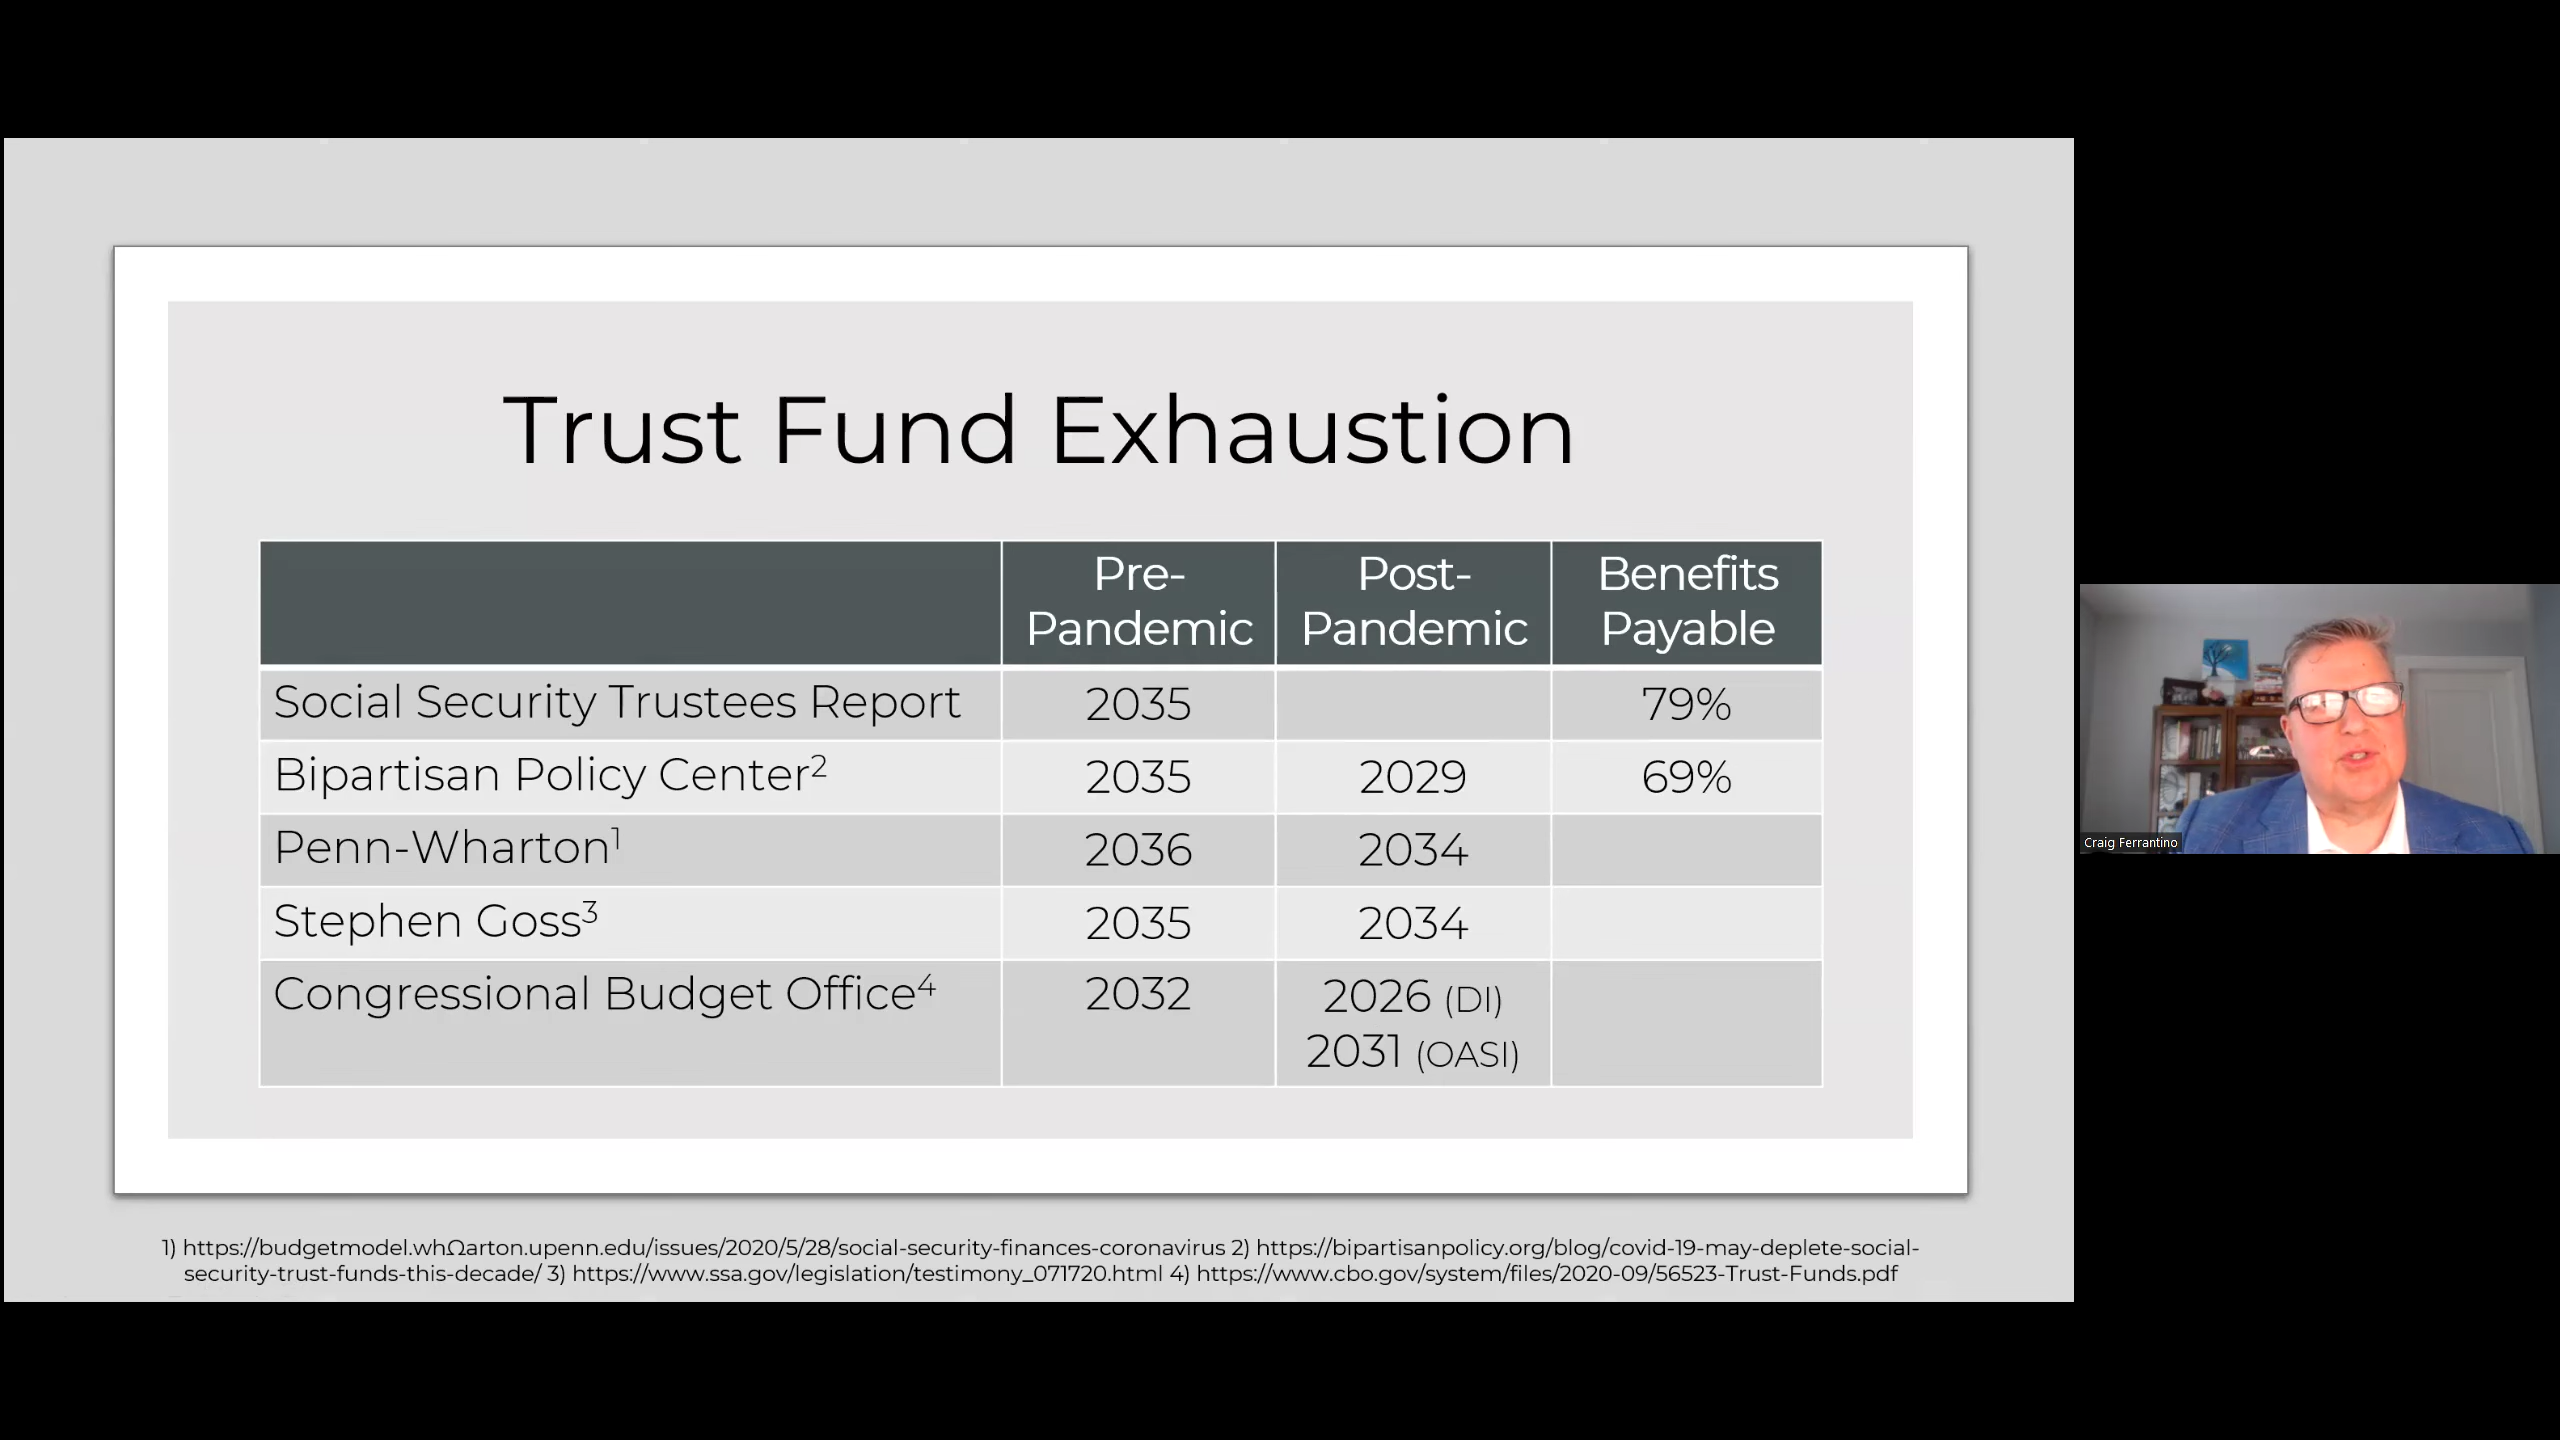 Trust Fund Exhaustion
Pre-
Pandemic
Post-
Pandemic
Benefits
Payable
Social Security Trustees Report 2035 79%
Bipartisan Policy Center² 2035 2029 69%
Penn-Wharton¹ 2036 2034
Stephen Goss³ 2035 2034
Congressional Budget Office⁴ 2032 2026 (DI)
2031 (OASI)
1) https://budgetmodel.whΩarton.upenn.edu/issues/2020/5/28/social-security-finances-coronavirus 2) https://bipartisanpolicy.org/blog/covid-19-may-deplete-social-
security-trust-funds-this-decade/ 3) https://www.ssa.gov/legislation/testimony_071720.html 4) https://www.cbo.gov/system/files/2020-09/56523-Trust-Funds.pdf
Craig Ferrantino